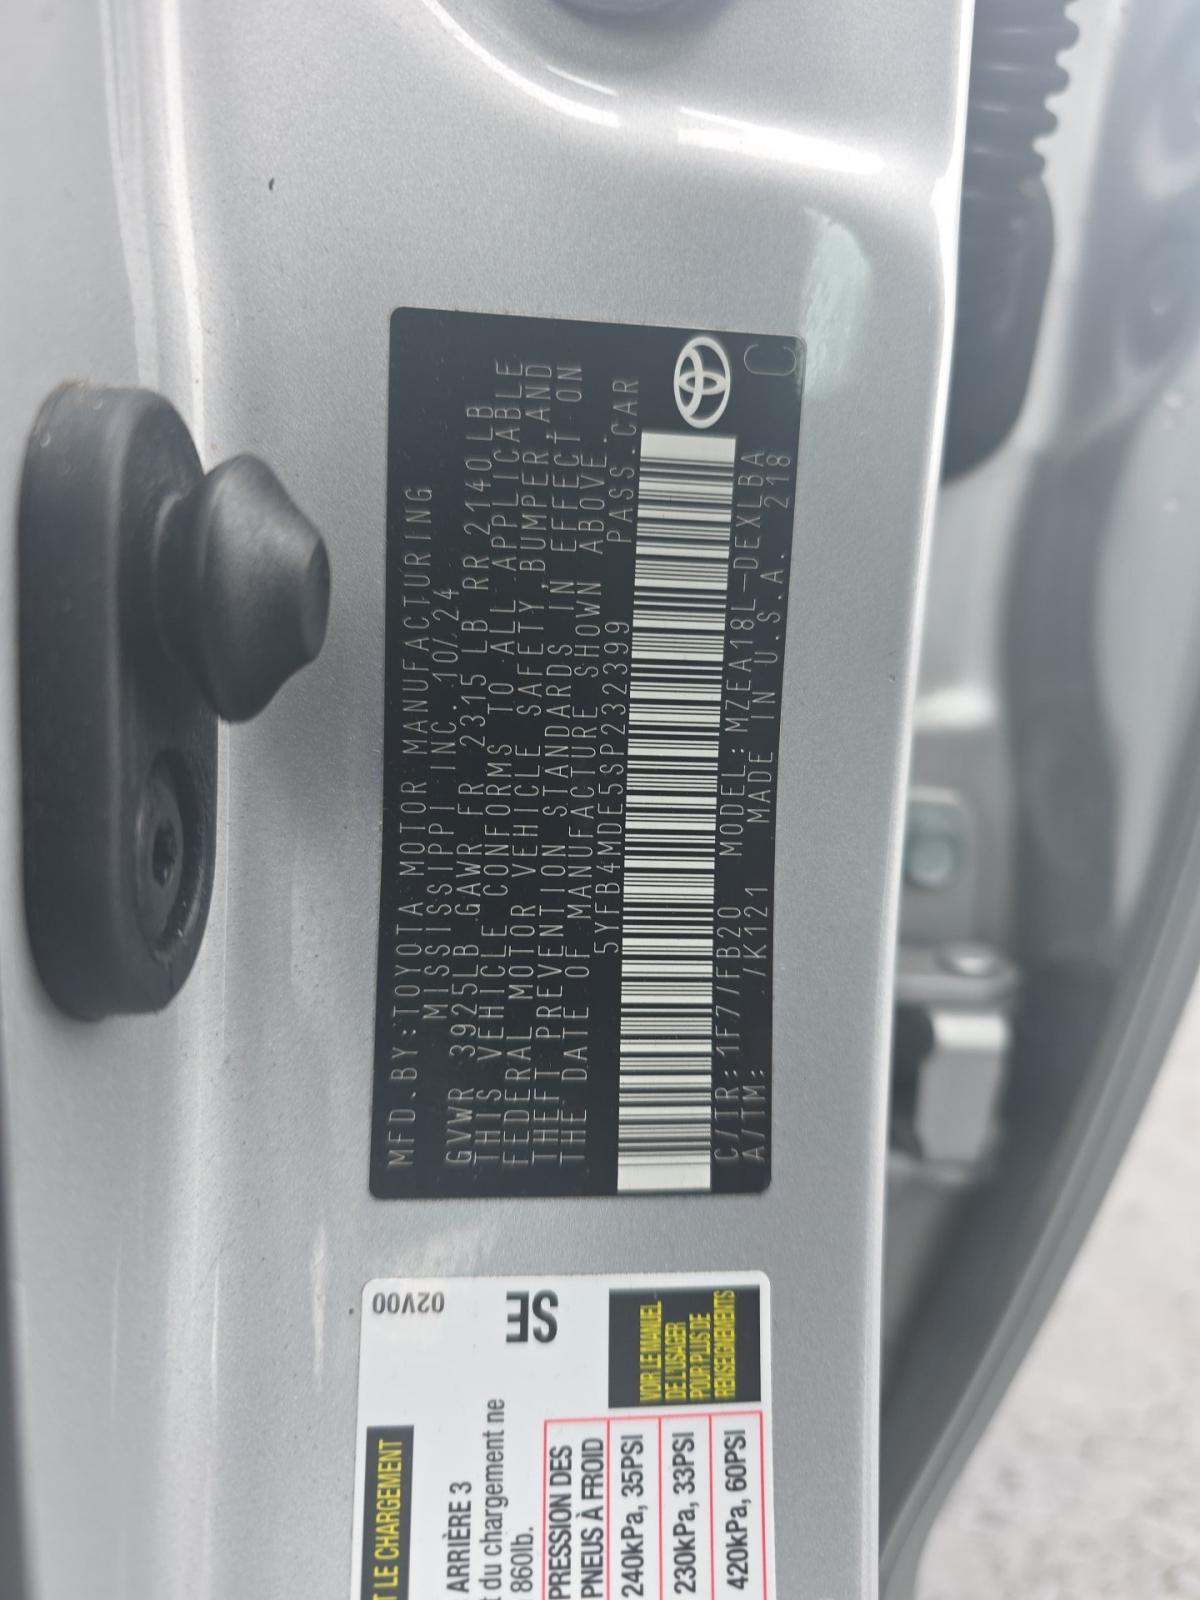 MFD.BY:TOYOTA MOTOR MANUFACTURING
MISSISSIPPI INC. 10/24
GVWR 3925LB GAWR FR 2315 LB RR 2140 LB
THIS VEHICLE CONFORMS TO ALL APPLICABLE
FEDERAL MOTOR VEHICLE SAFETY,BUMPER,AND
THEFT PREVENTION STANDARDS IN EFFECT ON
THE DATE OF MANUFACTURE SHOWN ABOVE.
5YFB4MDE5SP232399 PASS.CAR
C/TR:1F7/FB20 MODEL:MZEA18L-DEXLBA
A/TM: /K121 MADE IN U.S.A. 218 C
T LE CHARGEMENT
02V00
ARRIÈRE 3
t du chargement ne
860lb.
SE
PRESSION DES
PNEUS À FROID
240kPa, 35PSI
230kPa, 33PSI
420kPa, 60PSI
VOIR LE MANUEL
DE L'USAGER
POUR PLUS DE
RENSEIGNEMENTS